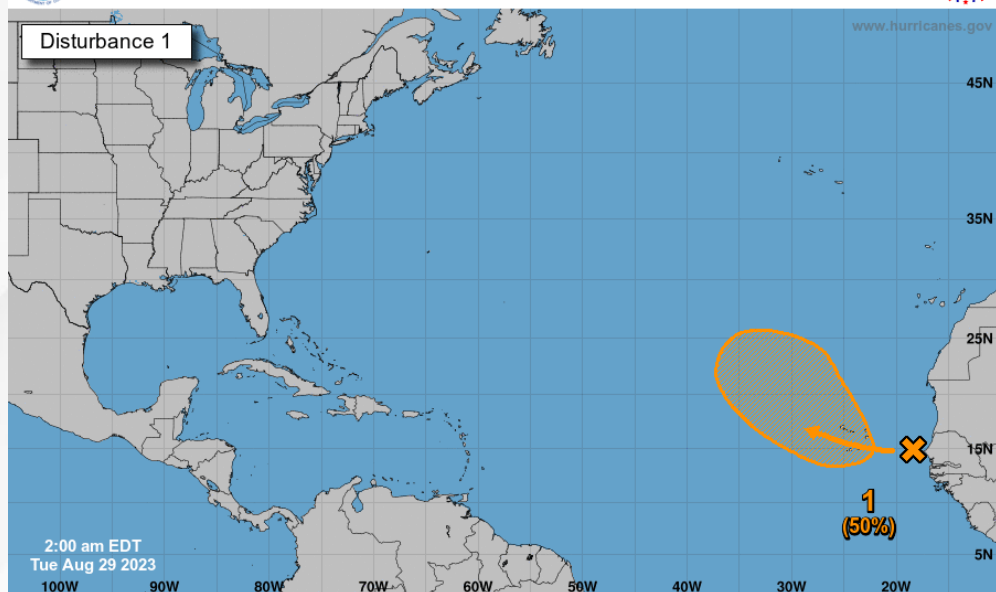 Disturbance 1
www.hurricanes.gov
45N
35N
25N
15N
1
(50%)
5N
2:00 am EDT
Tue Aug 29 2023
100W 90W 80W 70W 60W 50W 40W 30W 20W